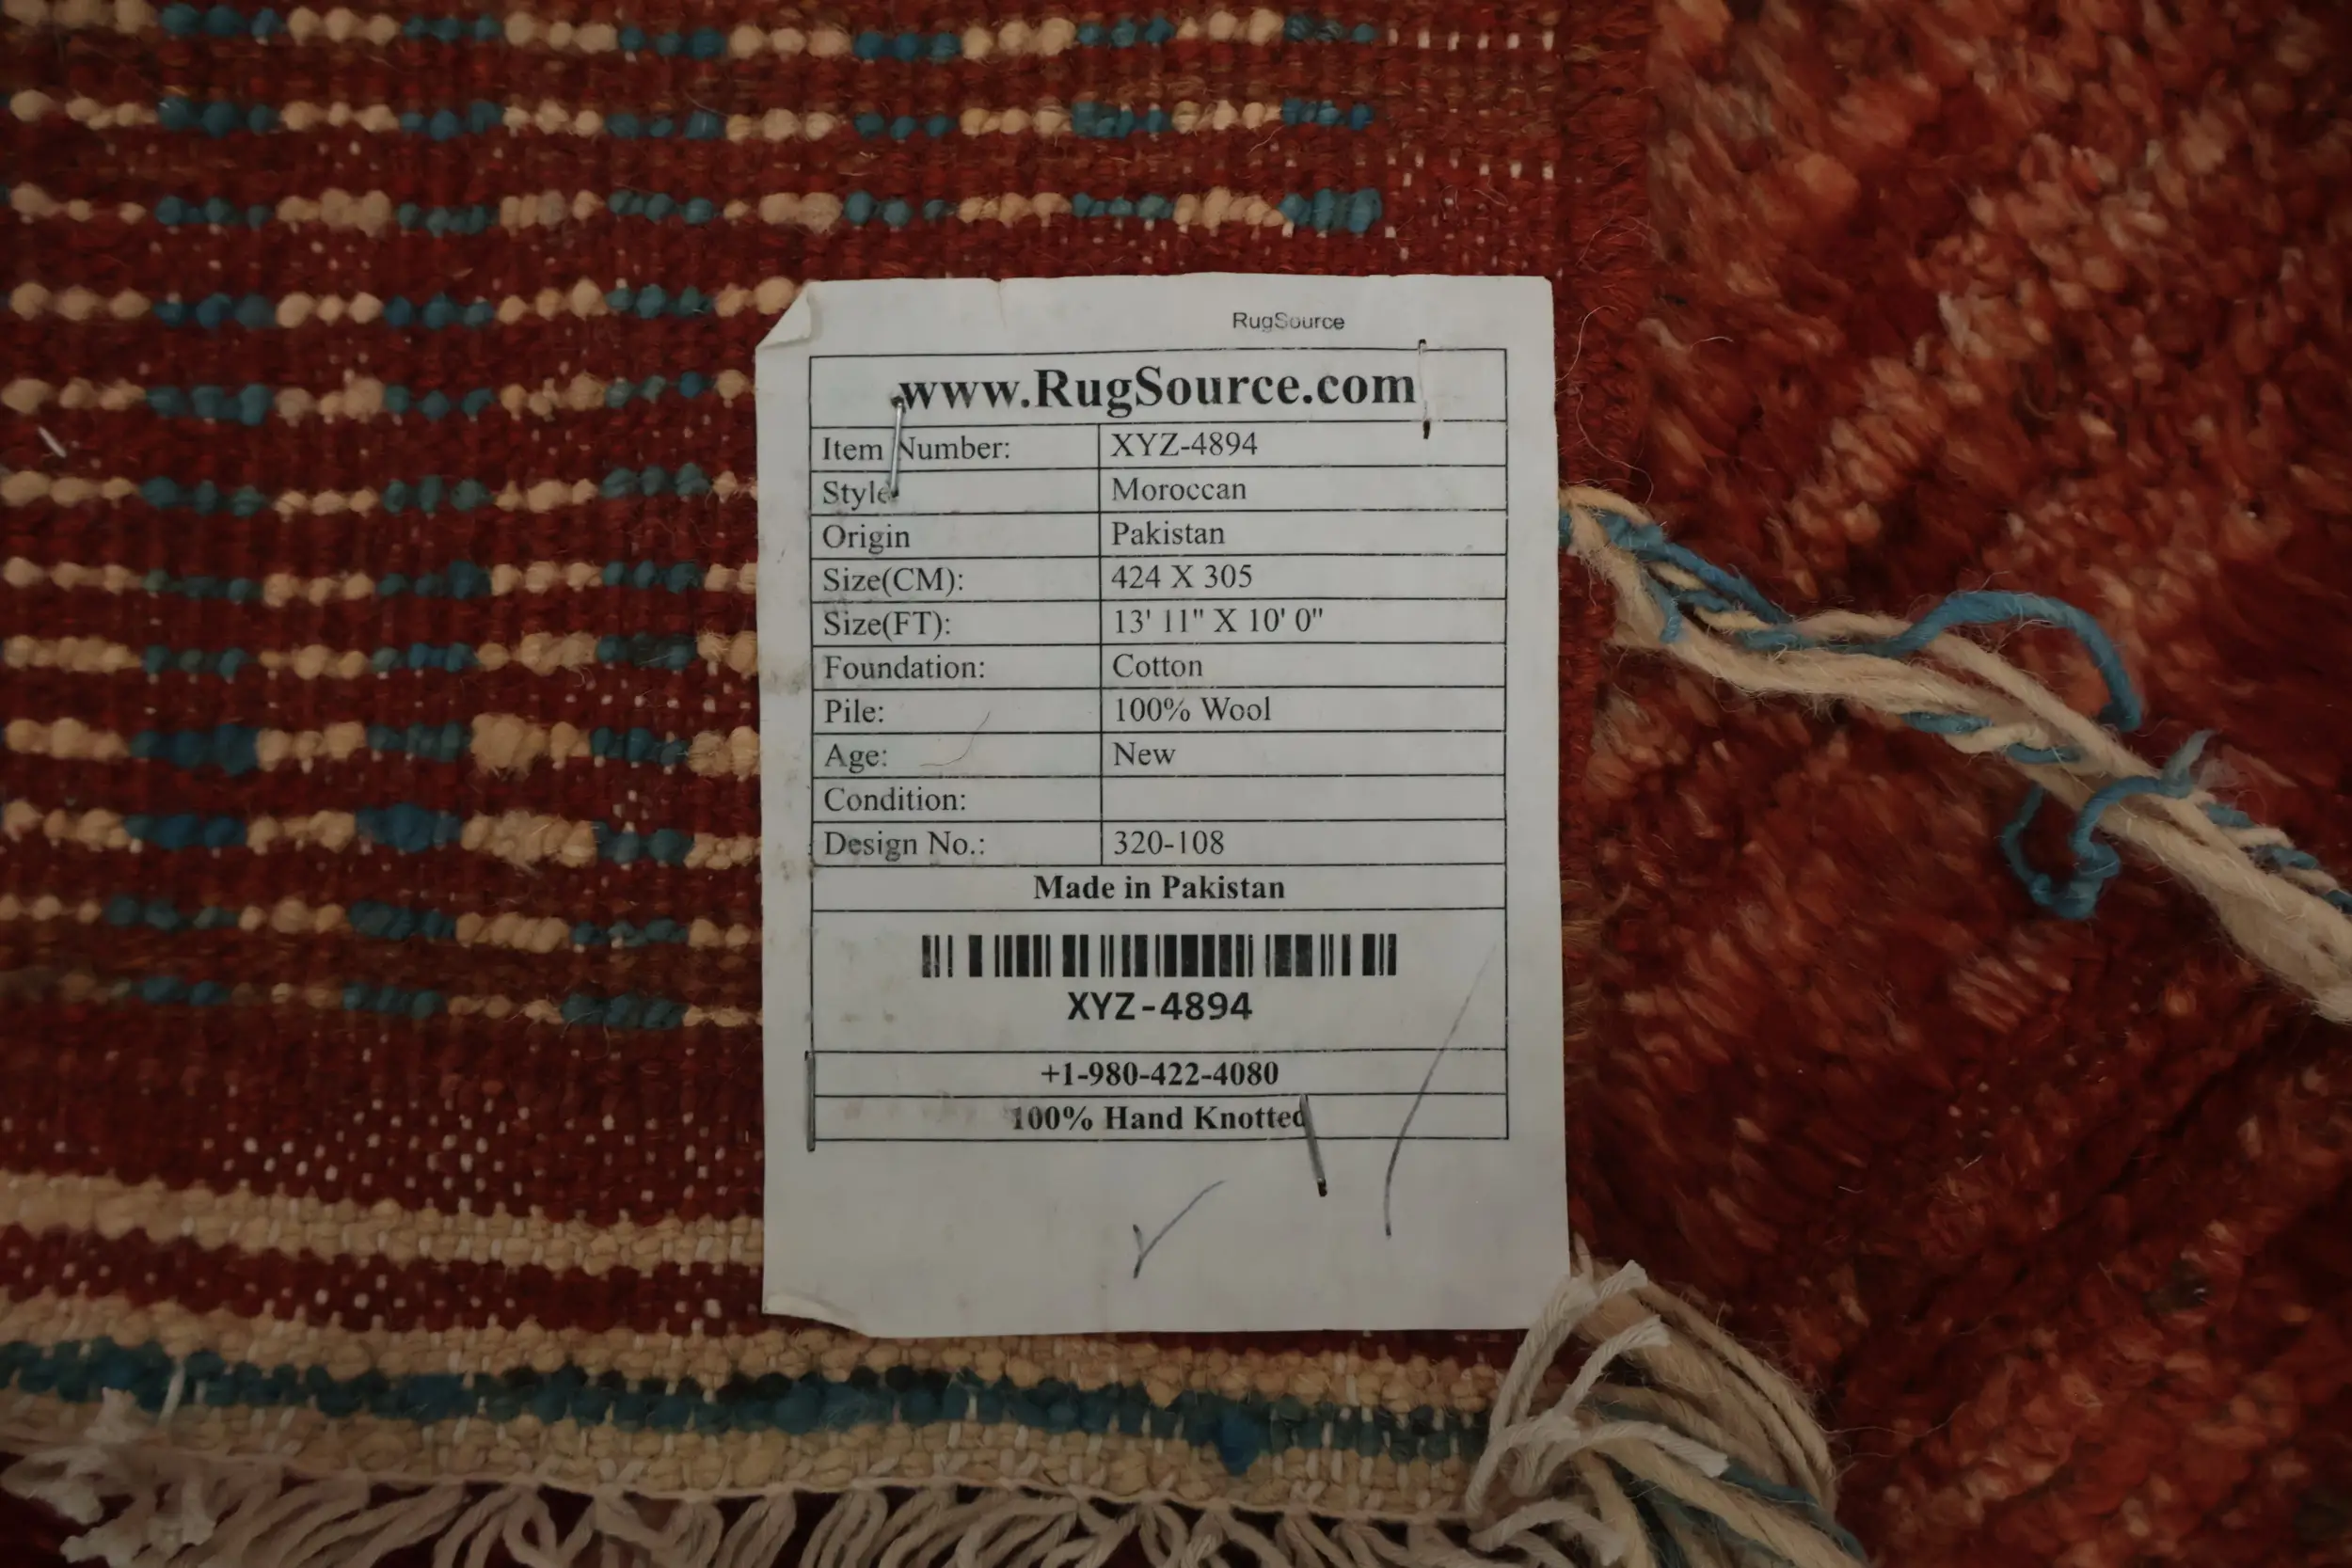 RugSource
www.RugSource.com
Item Number: XYZ-4894
Style Moroccan
Origin Pakistan
Size(CM): 424 X 305
Size(FT): 13' 11" X 10' 0"
Foundation: Cotton
Pile: 100% Wool
Age: New
Condition:
Design No.: 320-108
Made in Pakistan
XYZ-4894
+1-980-422-4080
100% Hand Knotted